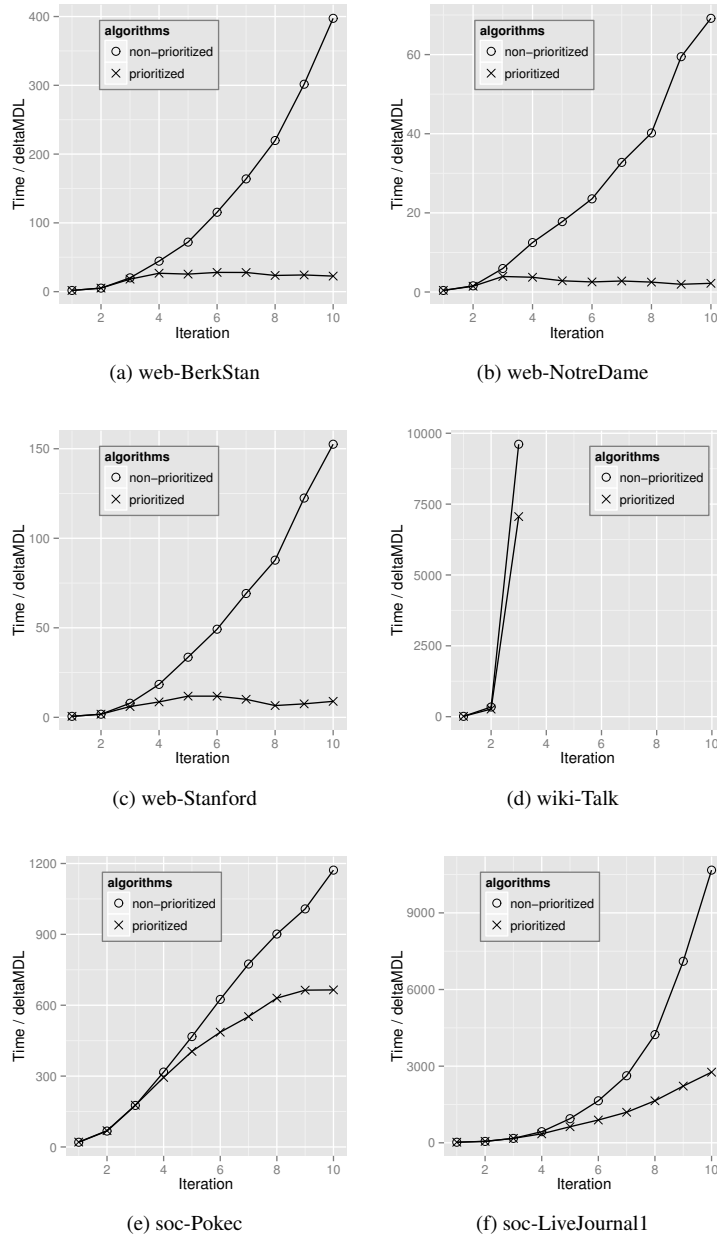 400
300
200
100
0
Time / deltaMDL
algorithms
non−prioritized
prioritized
2 4 6 8 10
Iteration
(a) web-BerkStan
60
40
20
0
Time / deltaMDL
algorithms
non−prioritized
prioritized
2 4 6 8 10
Iteration
(b) web-NotreDame
150
100
50
0
Time / deltaMDL
algorithms
non−prioritized
prioritized
2 4 6 8 10
Iteration
(c) web-Stanford
10000
7500
5000
2500
0
Time / deltaMDL
algorithms
non−prioritized
prioritized
2 4 6 8 10
Iteration
(d) wiki-Talk
1200
900
600
300
0
Time / deltaMDL
algorithms
non−prioritized
prioritized
2 4 6 8 10
Iteration
(e) soc-Pokec
9000
6000
3000
0
Time / deltaMDL
algorithms
non−prioritized
prioritized
2 4 6 8 10
Iteration
(f) soc-LiveJournal1